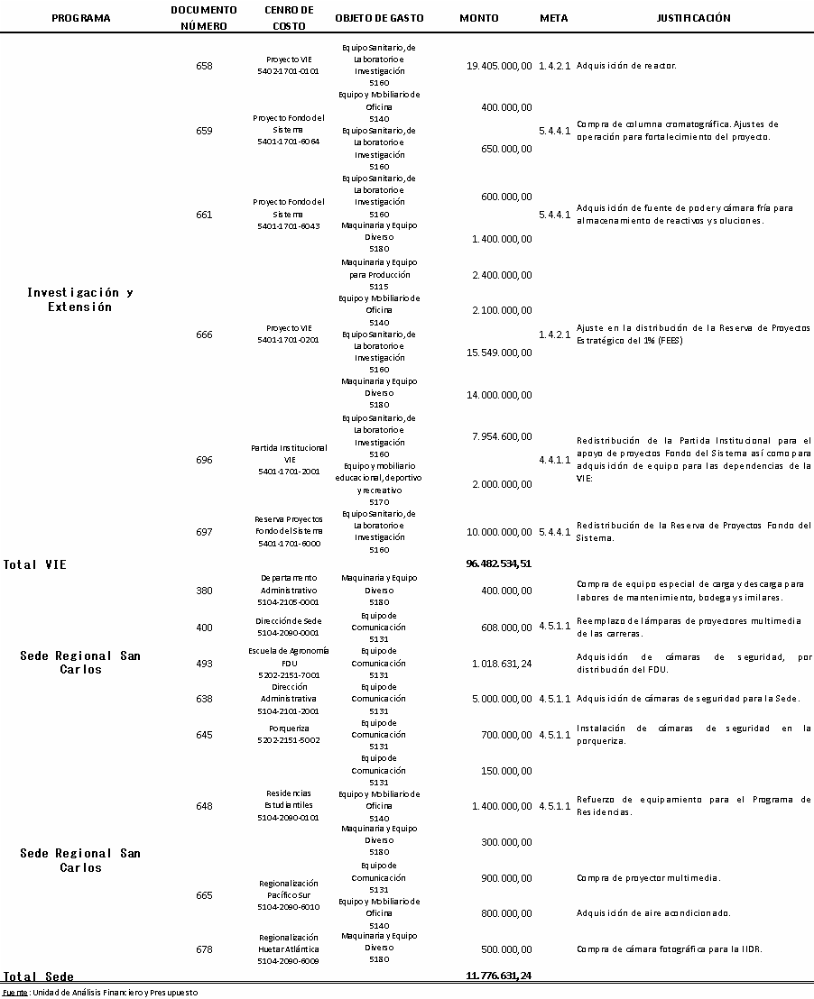 PROGRAMA DOCUMENTO NÚMERO CENRO DE COSTO OBJETO DE GASTO MONTO META JUSTIFICACIÓN
Investigación y
Extensión
658
Proyecto VIE
5402-1701-0101
Equipo Sanitario, de
Laboratorio e
Investigación
5160
19.405.000,00 1.4.2.1 Adquisición de reactor.
659
Proyecto Fondo del
Sistema
5401-1701-6064
Equipo y Mobiliario de
Oficina
5140
400.000,00
Equipo Sanitario, de
Laboratorio e
Investigación
5160
650.000,00
5.4.4.1
Compra de columna cromatográfica. Ajustes de
operación para fortalecimiento del proyecto.
661
Proyecto Fondo del
Sistema
5401-1701-6043
Equipo Sanitario, de
Laboratorio e
Investigación
5160
600.000,00
Maquinaria y Equipo
Diverso
5180
1.400.000,00
5.4.4.1
Adquisición de fuente de poder y cámara fría para
almacenamiento de reactivos y soluciones.
666
Proyecto VIE
5401-1701-0201
Maquinaria y Equipo
para Producción
5115
2.400.000,00
Equipo y Mobiliario de
Oficina
5140
2.100.000,00
Equipo Sanitario, de
Laboratorio e
Investigación
5160
15.549.000,00
Maquinaria y Equipo
Diverso
5180
14.000.000,00
1.4.2.1
Ajuste en la distribución de la Reserva de Proyectos
Estratégico del 1% (FEES)
696
Partida Institucional
VIE
5401-1701-2001
Equipo Sanitario, de
Laboratorio e
Investigación
5160
7.954.600,00
Equipo y mobiliario
educacional, deportivo
y recreativo
5170
2.000.000,00
4.4.1.1
Redistribución de la Partida Institucional para el
apoyo de proyectos Fondo del Sistema así como para
adquisición de equipo para las dependencias de la
VIE:
697
Reserva Proyectos
Fondo del Sistema
5401-1701-6000
Equipo Sanitario, de
Laboratorio e
Investigación
5160
10.000.000,00 5.4.4.1
Redistribución de la Reserva de Proyectos Fondo del
Sistema.
Total VIE 96.482.534,51
Sede Regional San
Carlos
380
Departamento
Administrativo
5104-2105-0001
Maquinaria y Equipo
Diverso
5180
400.000,00
Compra de equipo especial de carga y descarga para
labores de mantenimiento, bodega y similares.
400
Dirección de Sede
5104-2090-0001
Equipo de
Comunicación
5131
608.000,00 4.5.1.1
Reemplazo de lámparas de proyectores multimedia
de las carreras.
493
Escuela de Agronomía
FDU
5202-2151-7001
Equipo de
Comunicación
5131
1.018.631,24
Adquisición de cámaras de seguridad, por
distribución del FDU.
638
Dirección
Administrativa
5104-2101-2001
Equipo de
Comunicación
5131
5.000.000,00 4.5.1.1 Adquisición de cámaras de seguridad para la Sede.
645
Porqueriza
5202-2151-5002
Equipo de
Comunicación
5131
700.000,00 4.5.1.1
Instalación de cámaras de seguridad en la
porqueriza.
Sede Regional San
Carlos
648
Residencias
Estudiantiles
5104-2090-0101
Equipo de
Comunicación
5131
150.000,00
Equipo y Mobiliario de
Oficina
5140
1.400.000,00 4.5.1.1
Refuerzo de equipamiento para el Programa de
Residencias.
Maquinaria y Equipo
Diverso
5180
300.000,00
665
Regionalización
Pacífico Sur
5104-2090-6010
Equipo de
Comunicación
5131
900.000,00 Compra de proyector multimedia.
Equipo y Mobiliario de
Oficina
5140
800.000,00 Adquisición de aire acondicionado.
678
Regionalización
Huetar Atlántica
5104-2090-6009
Maquinaria y Equipo
Diverso
5180
500.000,00 Compra de cámara fotográfica para la IIDR.
Total Sede 11.776.631,24
Fuente: Unidad de Análisis Financiero y Presupuesto